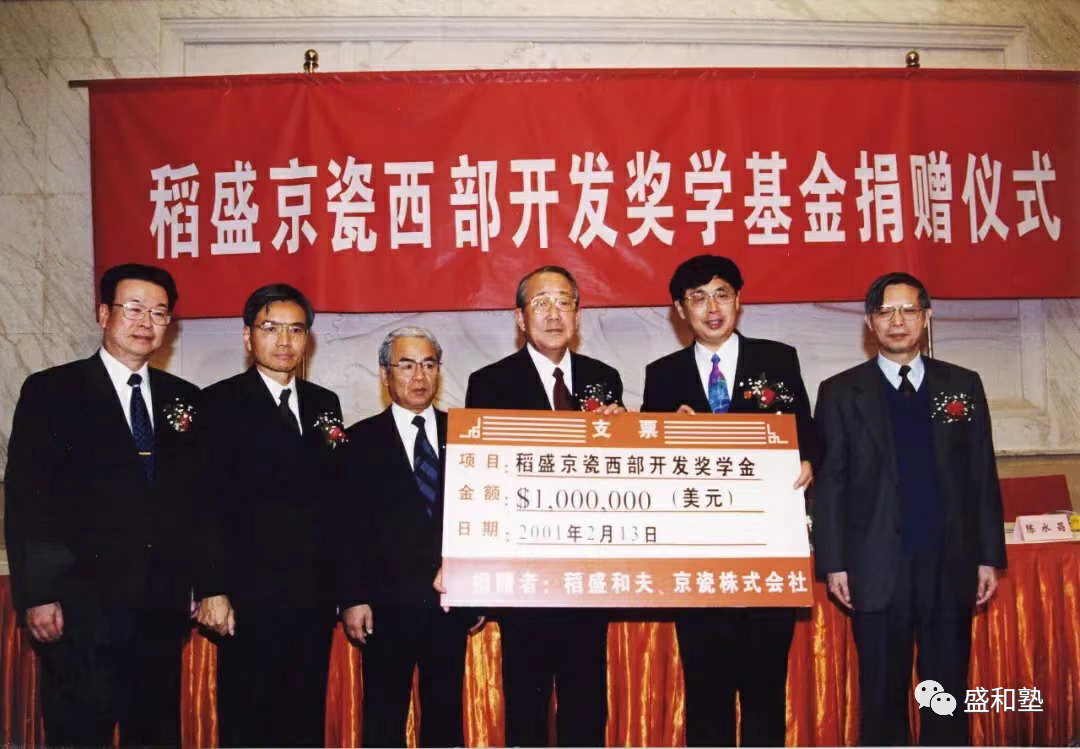 稻盛京瓷西部开发奖学基金捐赠仪式
支票
项目:稻盛京瓷西部开发奖学金
金额:$1,000,000(美元)
日期:2001年2月13日
捐赠者:稻盛和夫、京瓷株式会社
陈永昌
盛和塾